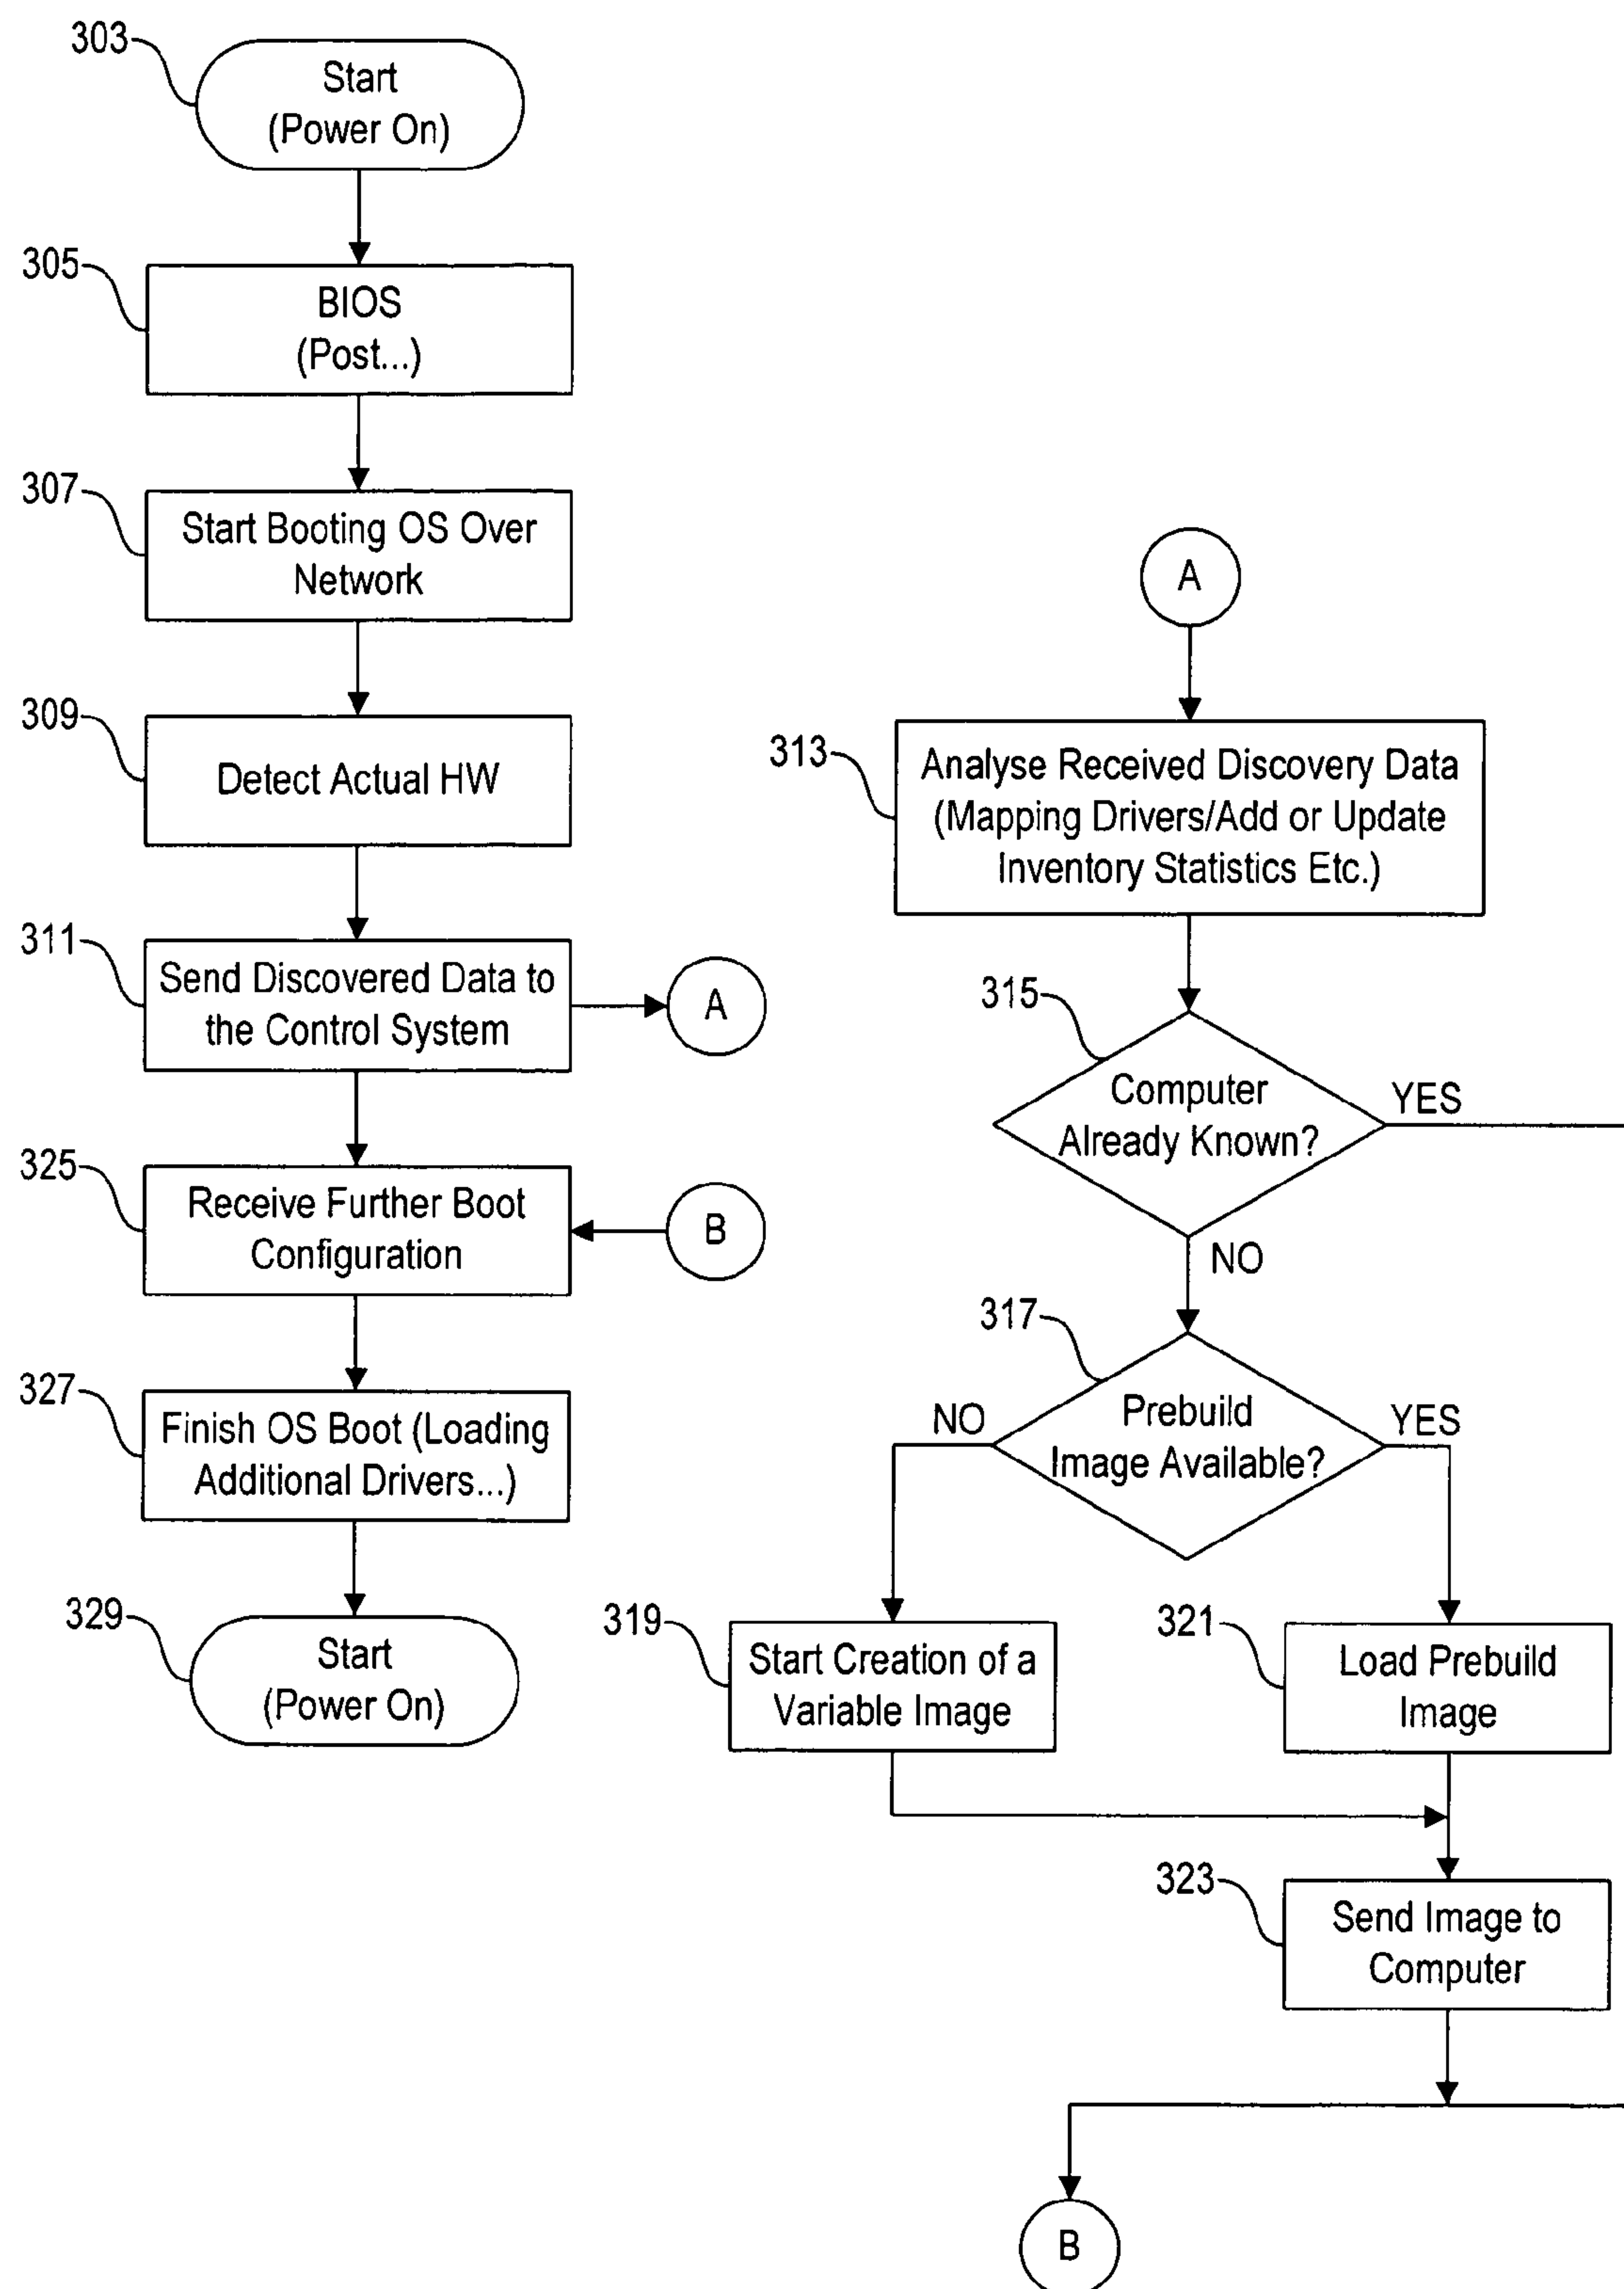 303
Start
(Power On)
305
BIOS
(Post...)
307
Start Booting OS Over
Network
309
Detect Actual HW
311
Send Discovered Data to
the Control System
A
325
Receive Further Boot
Configuration
B
327
Finish OS Boot (Loading
Additional Drivers...)
329
Start
(Power On)
A
313
Analyse Received Discovery Data
(Mapping Drivers/Add or Update
Inventory Statistics Etc.)
315
Computer
Already Known?
YES
NO
317
Prebuild
Image Available?
NO
YES
319
Start Creation of a
Variable Image
321
Load Prebuild
Image
323
Send Image to
Computer
B